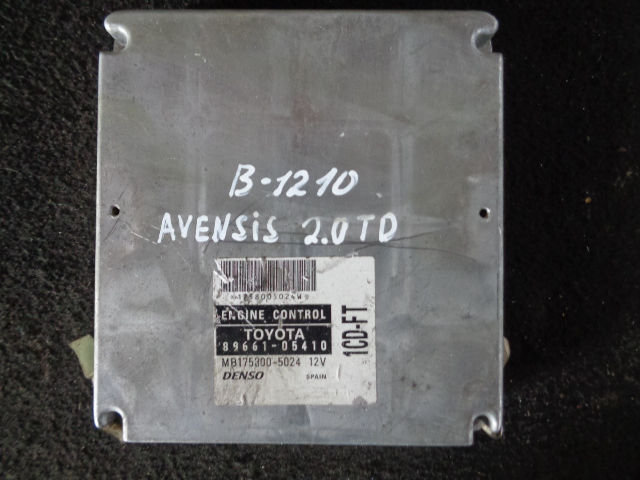 B-1210
AVENSiS 2.0TD
ENGINE CONTROL
TOYOTA
89661-05410
MB175300-5024 12V
DENSO SPAIN
1CD-FT